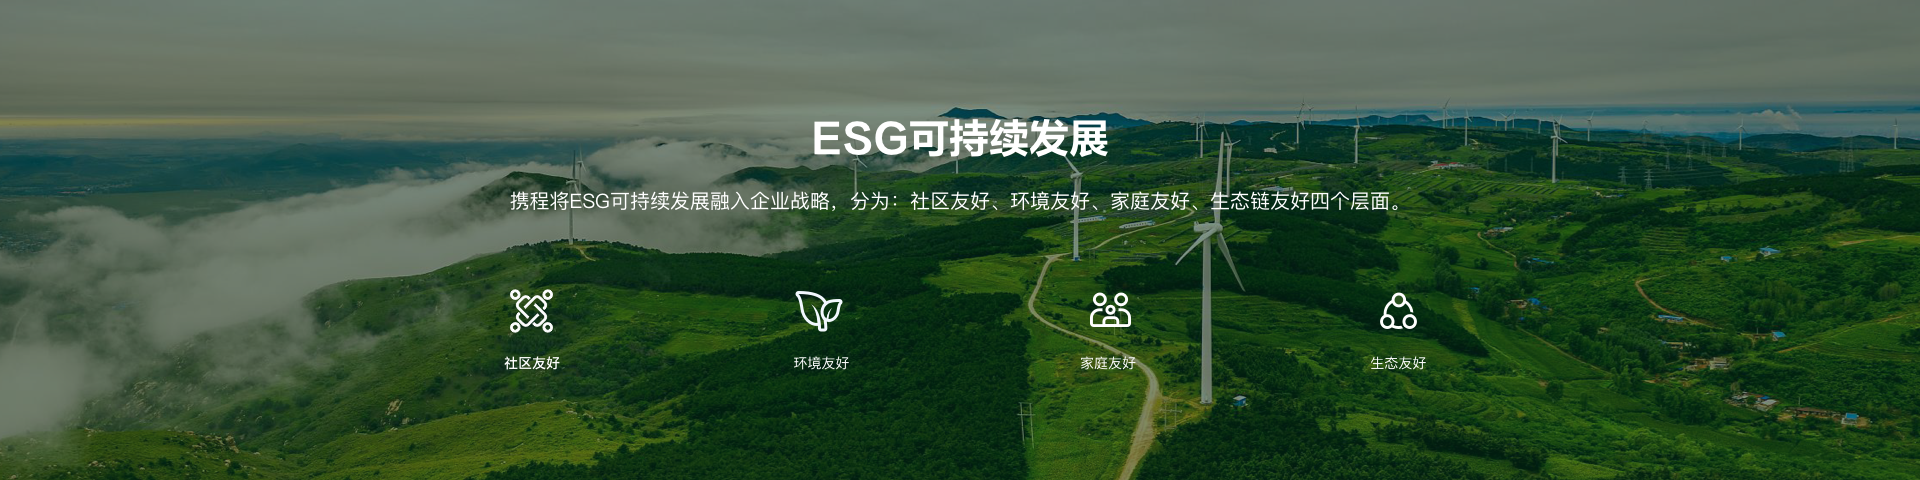 ESG可持续发展
携程将ESG可持续发展融入企业战略，分为：社区友好、环境友好、家庭友好、生态链友好四个层面。
社区友好
环境友好
家庭友好
生态友好